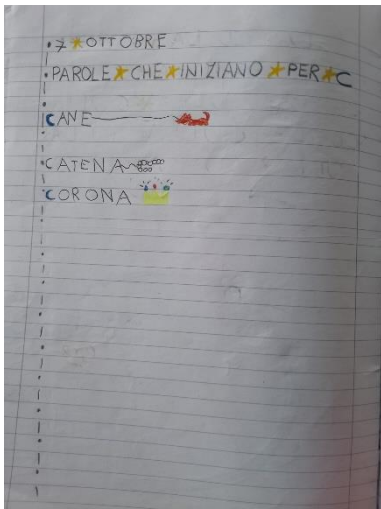 7 OTTOBRE
PAROLE CHE INIZIANO PER C
CANE
CATENA
CORONA